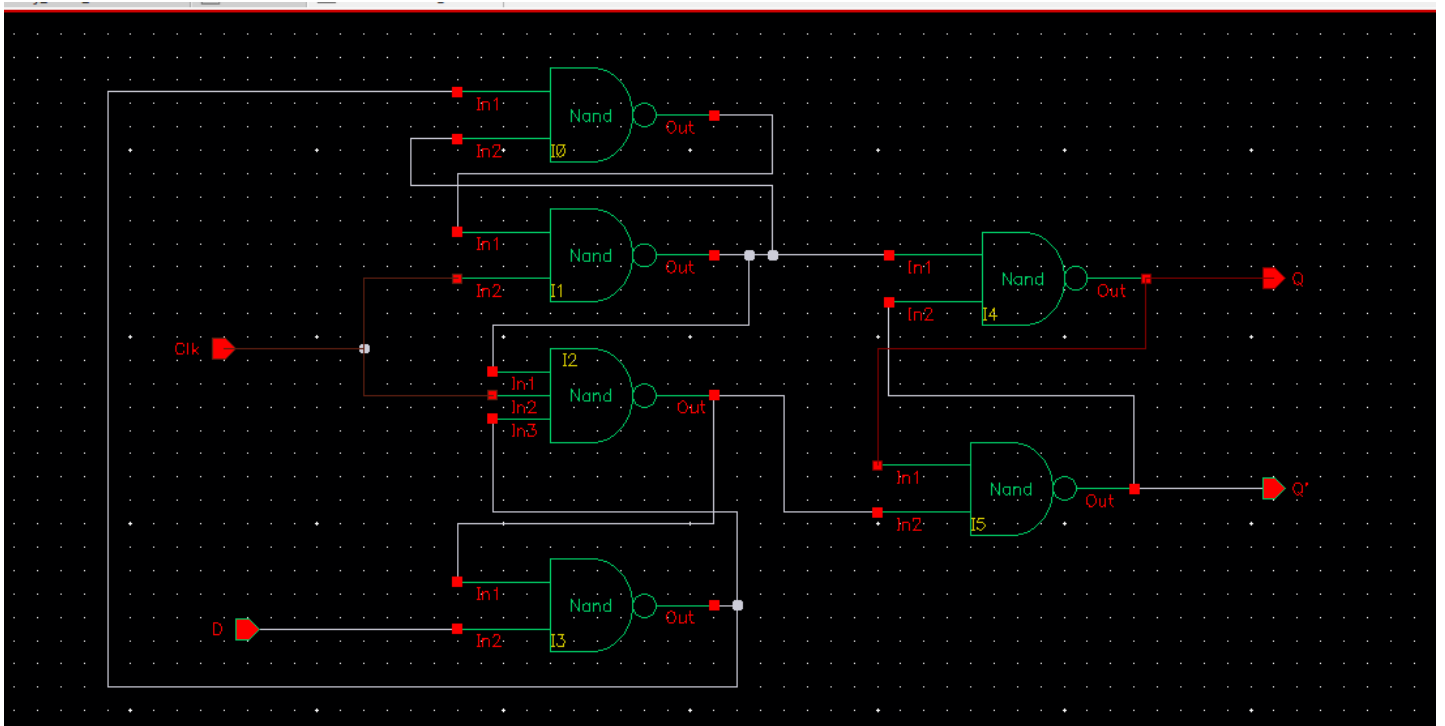 In1
Nand
Out
In2
I0
In1
Nand
Out
In2
I1
In1
Nand
Out
Q
In2
I4
Clk
I2
In1
Nand
Out
In2
In3
In1
Nand
Out
Q'
In2
I5
In1
Nand
Out
D
In2
I3